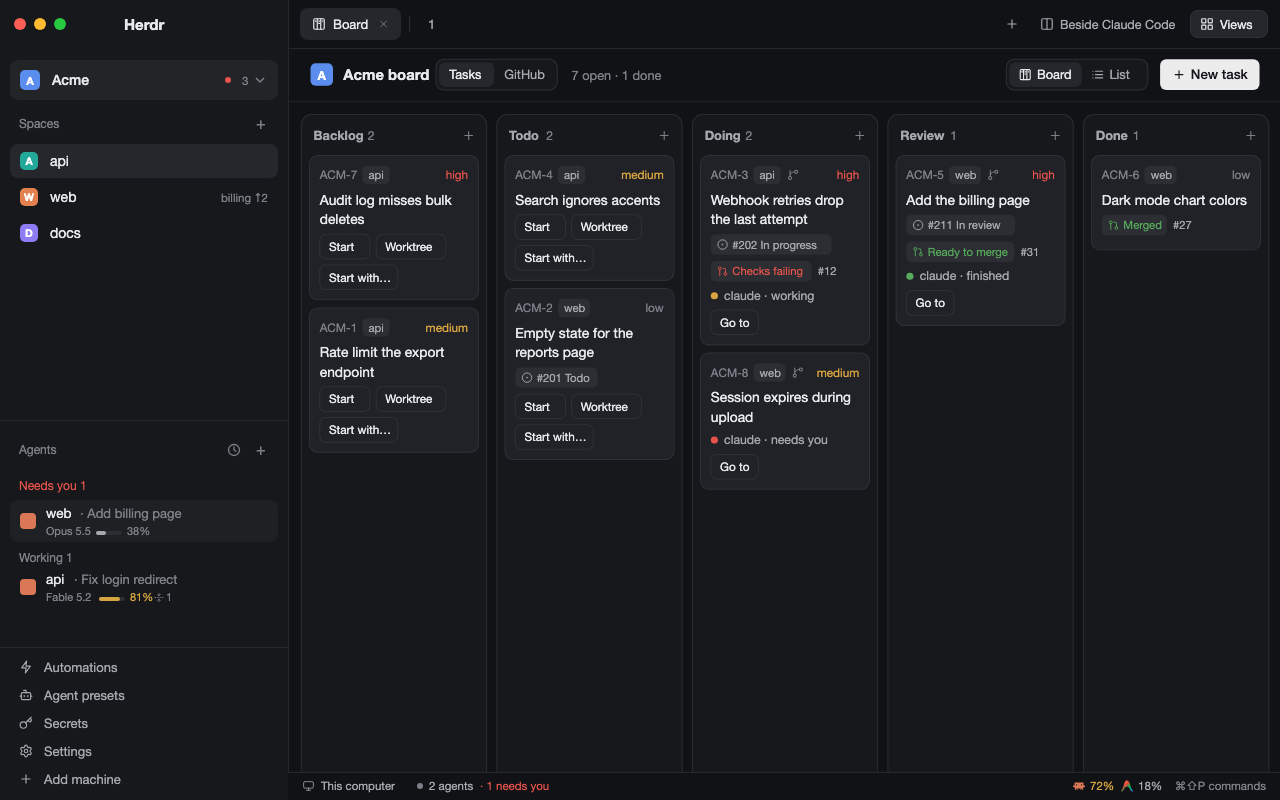 Herdr
A Acme 3
Spaces
A api
W web billing ↑2
D docs
Agents
Needs you 1
web · Add billing page
Opus 5.5 38%
Working 1
api · Fix login redirect
Fable 5.2 81% 1
Automations
Agent presets
Secrets
Settings
Add machine
Board × 1
+ Beside Claude Code Views
A Acme board Tasks GitHub 7 open · 1 done
Board List + New task
Backlog 2
ACM-7 api high
Audit log misses bulk
deletes
Start Worktree
Start with…
ACM-1 api medium
Rate limit the export
endpoint
Start Worktree
Start with…
Todo 2
ACM-4 api medium
Search ignores accents
Start Worktree
Start with…
ACM-2 web low
Empty state for the
reports page
#201 Todo
Start Worktree
Start with…
Doing 2
ACM-3 api high
Webhook retries drop
the last attempt
#202 In progress
Checks failing #12
claude · working
Go to
ACM-8 web medium
Session expires during
upload
claude · needs you
Go to
Review 1
ACM-5 web high
Add the billing page
#211 In review
Ready to merge #31
claude · finished
Go to
Done 1
ACM-6 web low
Dark mode chart colors
Merged #27
This computer 2 agents · 1 needs you
72% 18% ⌘⇧P commands